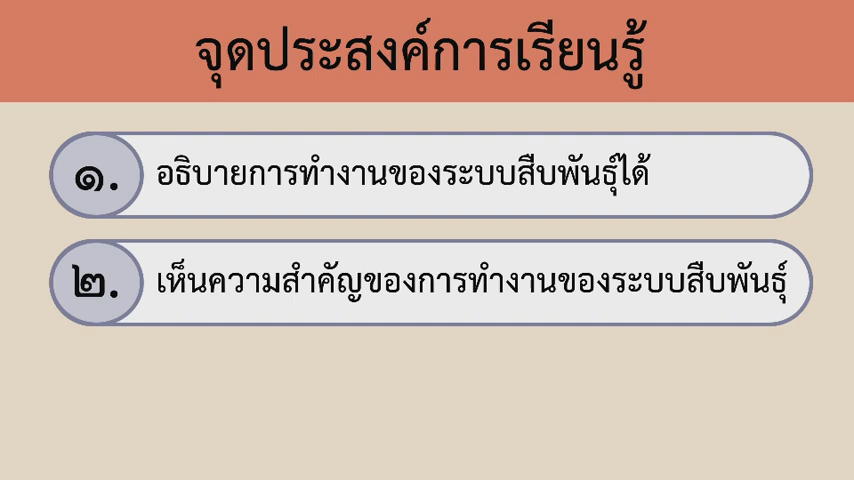 จุดประสงค์การเรียนรู้
๑. อธิบายการทำงานของระบบสืบพันธุ์ได้
๒. เห็นความสำคัญของการทำงานของระบบสืบพันธุ์